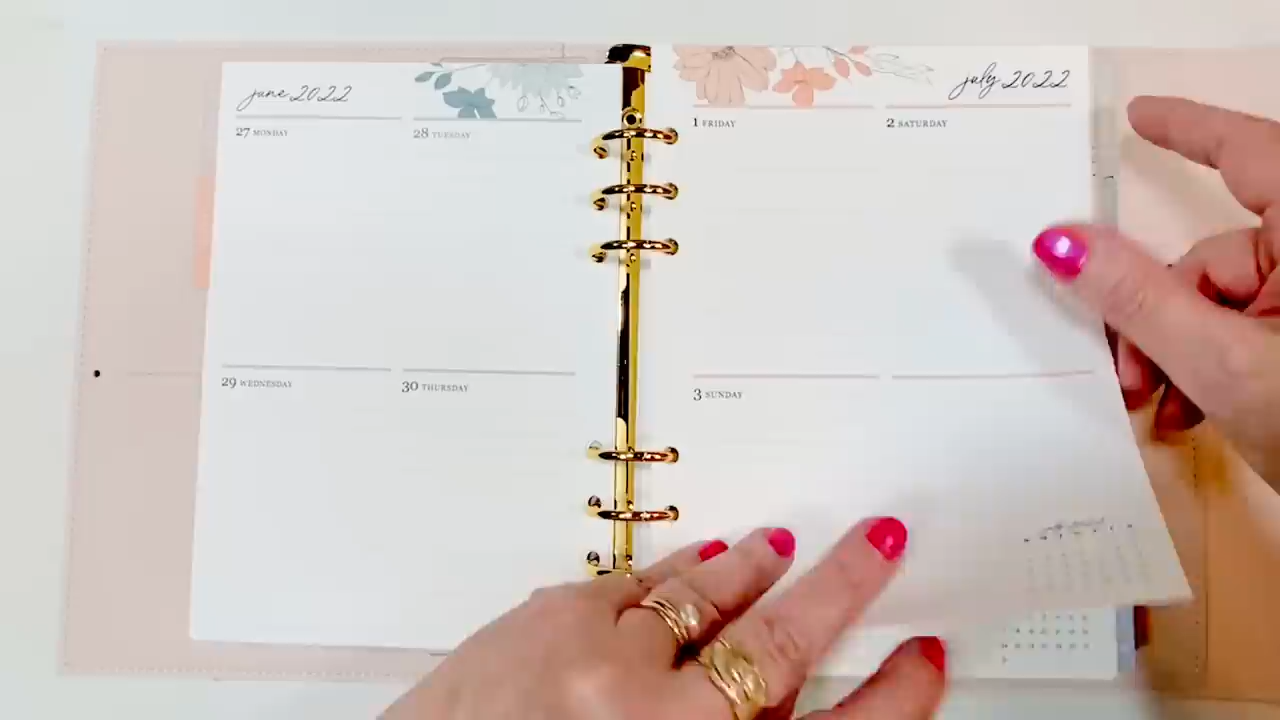 june 2022
27 MONDAY
28 TUESDAY
29 WEDNESDAY
30 THURSDAY
july 2022
1 FRIDAY
2 SATURDAY
3 SUNDAY